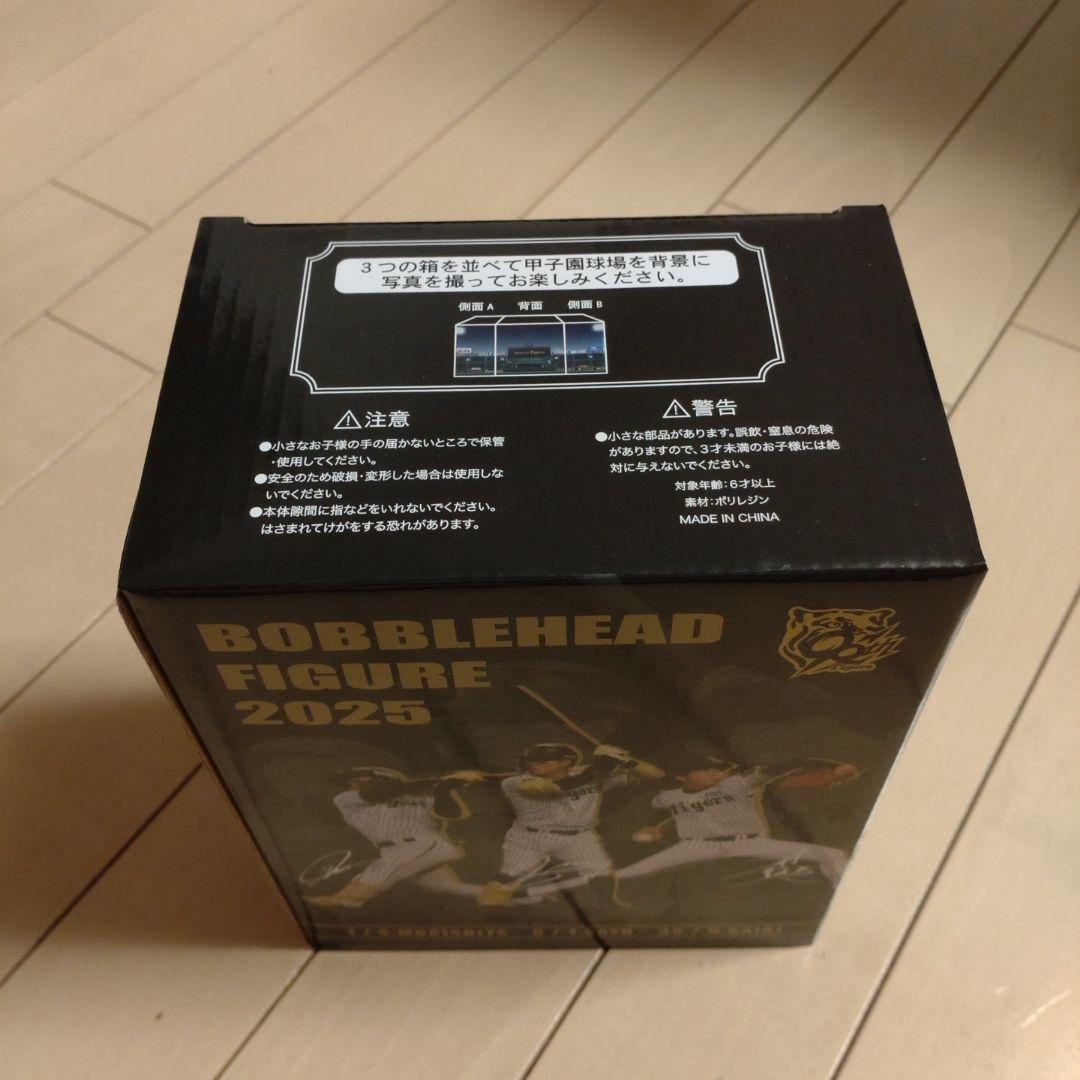 3つの箱を並べて甲子園球場を背景に
写真を撮ってお楽しみください。
側面A 背面 側面B
⚠注意
●小さなお子様の手の届かないところで保管
・使用してください。
●安全のため破損・変形した場合は使用しな
いでください。
●本体隙間に指などをいれないでください。
はさまれてけがをする恐れがあります。
⚠警告
●小さな部品があります。誤飲・窒息の危険
がありますので、3才未満のお子様には絶
対に与えないでください。
対象年齢：6才以上
素材：ポリレジン
MADE IN CHINA
BOBBLEHEAD
FIGURE
2025
Tigers
Tigers
MORISHITA